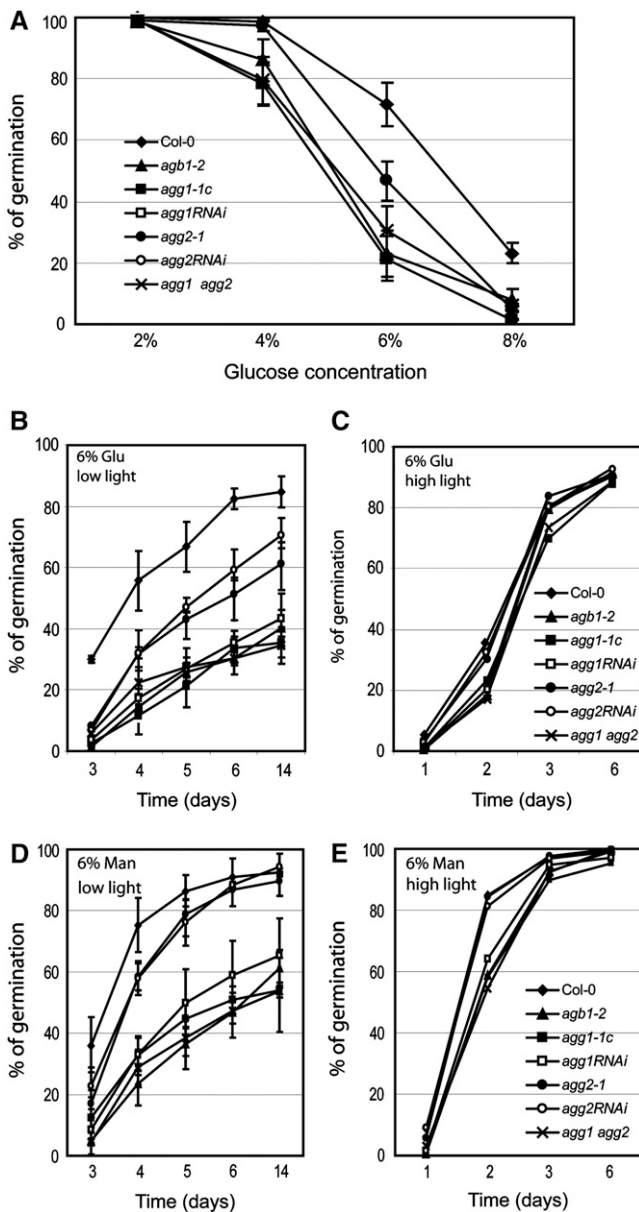 A
% of germination
100
80
60
40
20
0
Col-0
agb1-2
agg1-1c
agg1RNAi
agg2-1
agg2RNAi
agg1 agg2
2% 4% 6% 8%
Glucose concentration
B
6% Glu
low light
% of germination
100
80
60
40
20
0
3 4 5 6 14
Time (days)
C
6% Glu
high light
% of germination
100
80
60
40
20
0
Col-0
agb1-2
agg1-1c
agg1RNAi
agg2-1
agg2RNAi
agg1 agg2
1 2 3 6
Time (days)
D
6% Man
low light
% of germination
100
80
60
40
20
0
3 4 5 6 14
Time (days)
E
6% Man
high light
% of germination
100
80
60
40
20
0
Col-0
agb1-2
agg1-1c
agg1RNAi
agg2-1
agg2RNAi
agg1 agg2
1 2 3 6
Time (days)